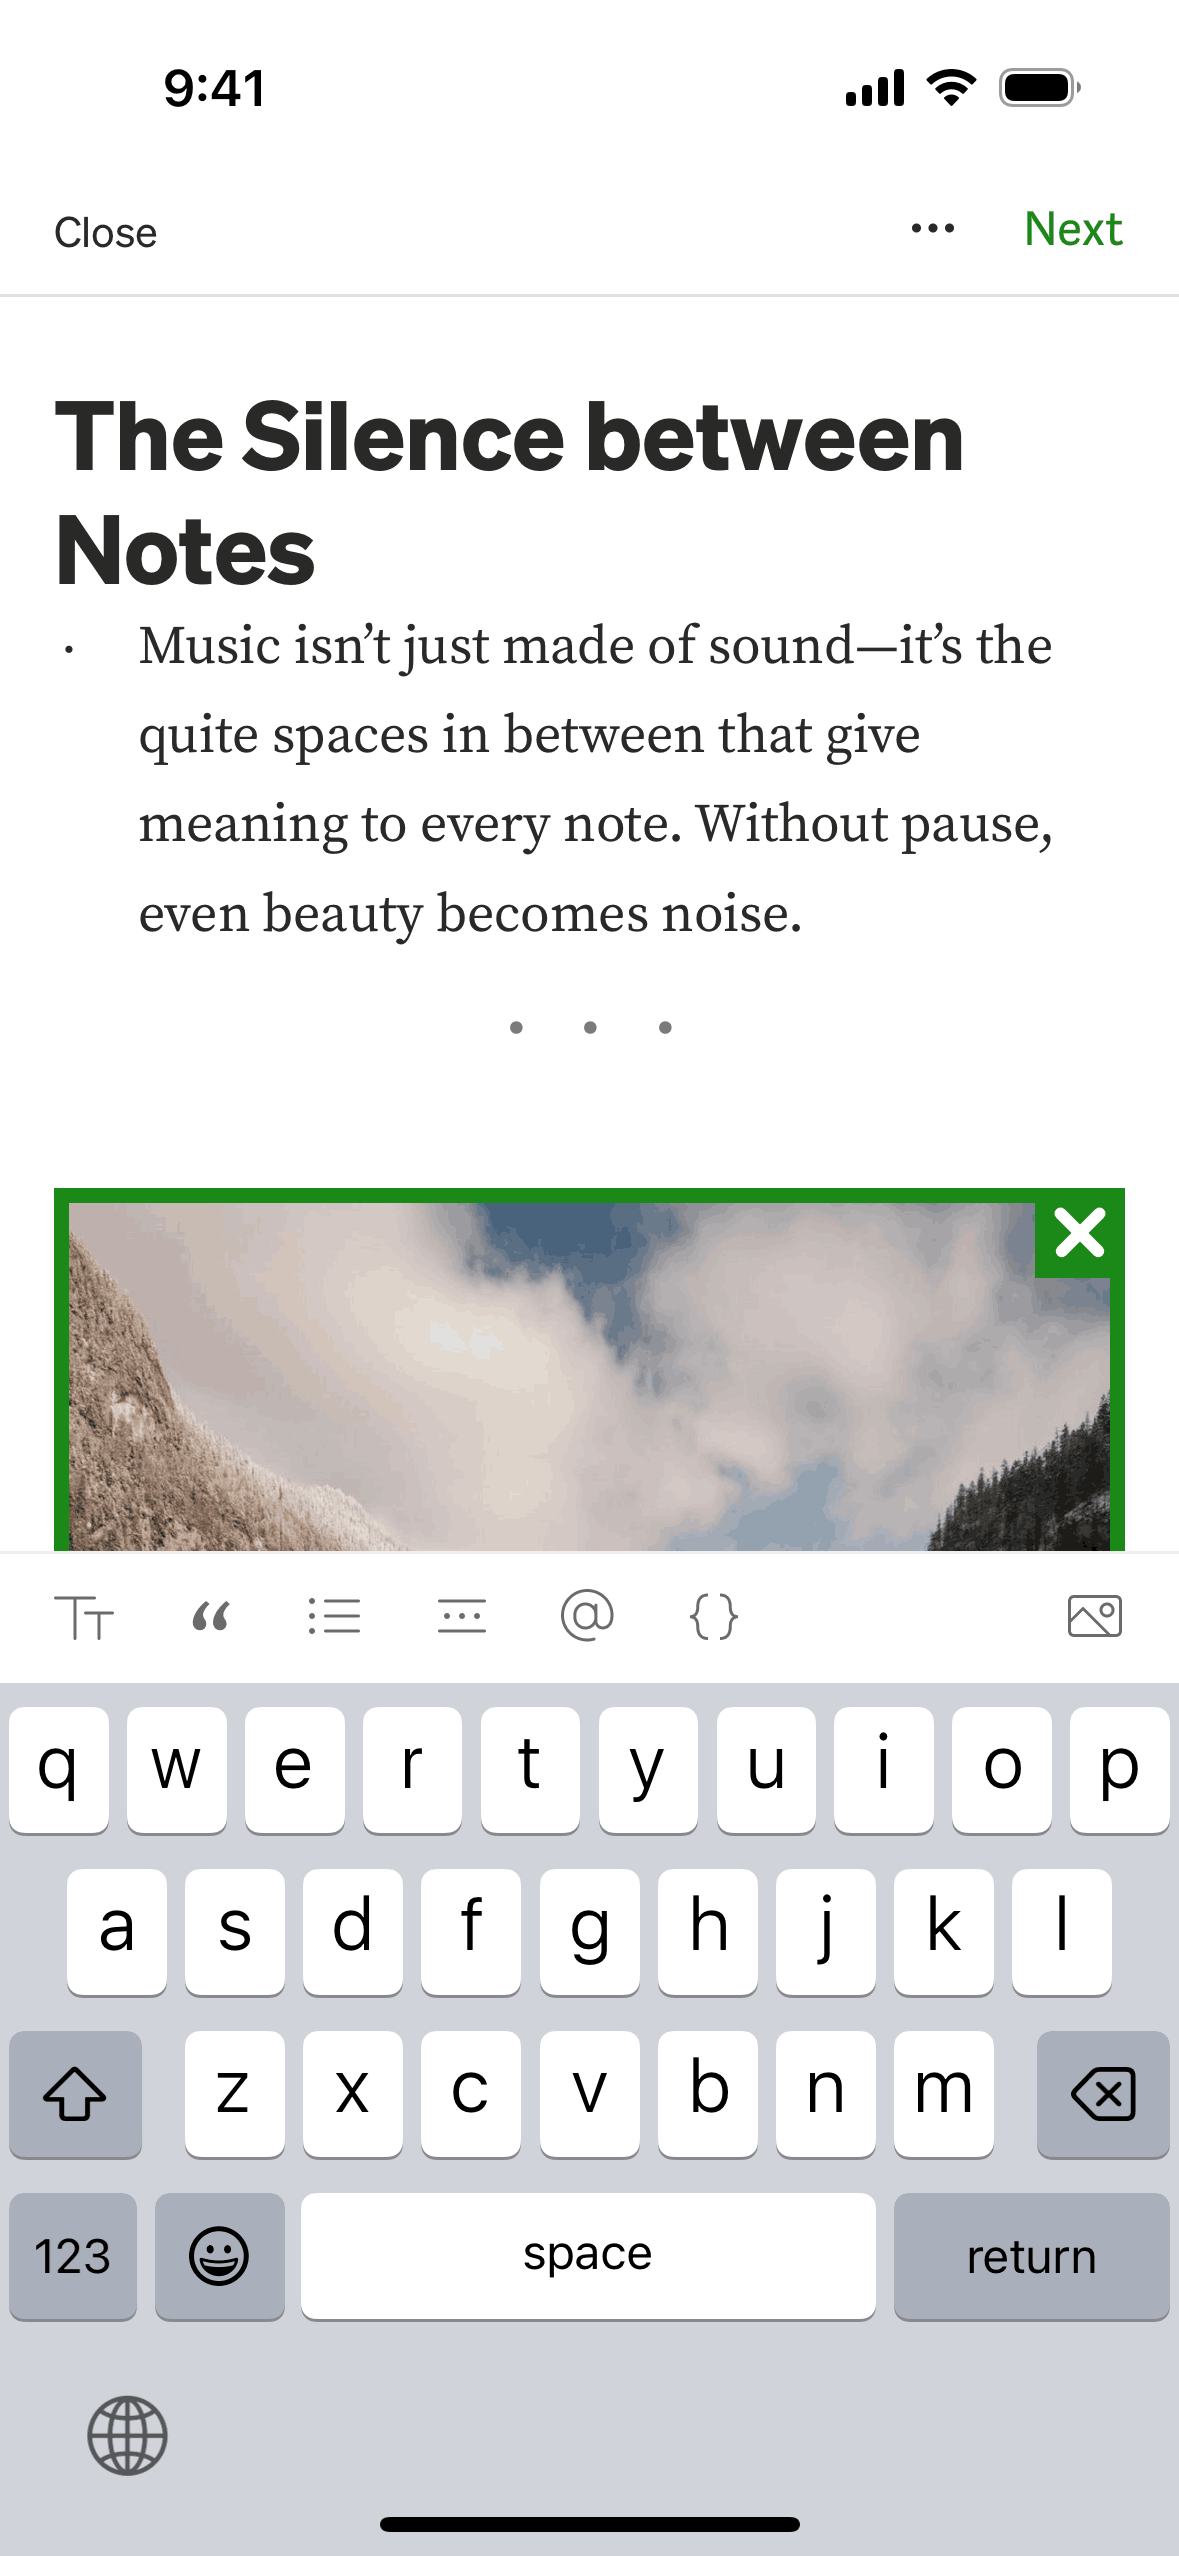 9:41
Close
Next
The Silence between
Notes
· Music isn’t just made of sound—it’s the
quite spaces in between that give
meaning to every note. Without pause,
even beauty becomes noise.
• • •
q w e r t y u i o p
a s d f g h j k l
z x c v b n m
123 space return